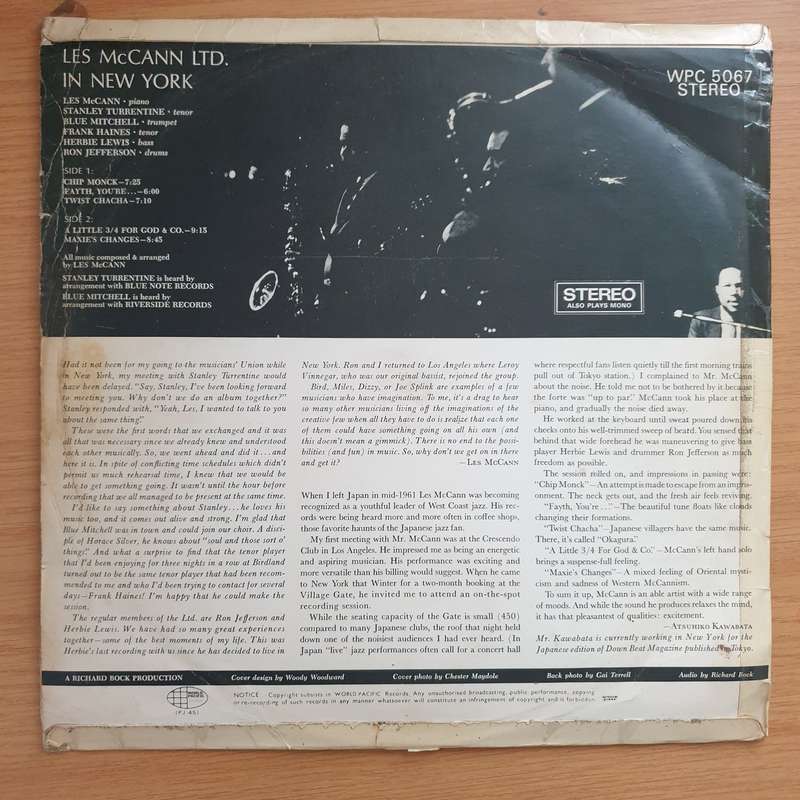 LES McCANN LTD.
IN NEW YORK
LES McCANN · piano
STANLEY TURRENTINE · tenor
BLUE MITCHELL · trumpet
FRANK HAINES · tenor
HERBIE LEWIS · bass
RON JEFFERSON · drums
SIDE 1:
CHIP MONCK—7:25
FAYTH, YOU'RE...—6:00
TWIST CHACHA—7:10
SIDE 2:
A LITTLE 3/4 FOR GOD & CO.—9:15
MAXIE'S CHANGES—8:45
All music composed & arranged
by LES McCANN
STANLEY TURRENTINE is heard by
arrangement with BLUE NOTE RECORDS
BLUE MITCHELL is heard by
arrangement with RIVERSIDE RECORDS
WPC 5067
STEREO
STEREO
ALSO PLAYS MONO
Had it not been for my going to the musicians' Union while
in New York, my meeting with Stanley Turrentine would
have been delayed. "Say, Stanley, I've been looking forward
to meeting you. Why don't we do an album together?"
Stanley responded with, "Yeah, Les, I wanted to talk to you
about the same thing."
These were the first words that we exchanged and it was
all that was necessary since we already knew and understood
each other musically. So, we went ahead and did it...and
here it is. In spite of conflicting time schedules which didn't
permit us much rehearsal time, I knew that we would be
able to get something going. It wasn't until the hour before
recording that we all managed to be present at the same time.
I'd like to say something about Stanley...he loves his
music too, and it comes out alive and strong. I'm glad that
Blue Mitchell was in town and could join our choir. A disci-
ple of Horace Silver, he knows about "soul and those sort o'
things." And what a surprise to find that the tenor player
that I'd been enjoying for three nights in a row at Birdland
turned out to be the same tenor player that had been recom-
mended to me and who I'd been trying to contact for several
days—Frank Haines! I'm happy that he could make the
session.
The regular members of the Ltd. are Ron Jefferson and
Herbie Lewis. We have had so many great experiences
together—some of the best moments of my life. This was
Herbie's last recording with us since he has decided to live in
New York. Ron and I returned to Los Angeles where Leroy
Vinnegar, who was our original bassist, rejoined the group.
Bird, Miles, Dizzy, or Joe Splink are examples of a few
musicians who have imagination. To me, it's a drag to hear
so many other musicians living off the imaginations of the
creative few when all they have to do is realize that each one
of them could have something going on all his own (and
this doesn't mean a gimmick). There is no end to the possi-
bilities (and fun) in music. So, why don't we get on in there
and get it? —LES McCANN
When I left Japan in mid-1961 Les McCann was becoming
recognized as a youthful leader of West Coast jazz. His rec-
ords were being heard more and more often in coffee shops,
those favorite haunts of the Japanese jazz fan.
My first meeting with Mr. McCann was at the Crescendo
Club in Los Angeles. He impressed me as being an energetic
and aspiring musician. His performance was exciting and
more versatile than his billing would suggest. When he came
to New York that Winter for a two-month booking at the
Village Gate, he invited me to attend an on-the-spot
recording session.
While the seating capacity of the Gate is small (450)
compared to many Japanese clubs, the roof that night held
down one of the noisiest audiences I had ever heard. (In
Japan "live" jazz performances often call for a concert hall
where respectful fans listen quietly till the first morning trains
pull out of Tokyo station.) I complained to Mr. McCann
about the noise. He told me not to be bothered by it because
the forte was "up to par." McCann took his place at the
piano, and gradually the noise died away.
He worked at the keyboard until sweat poured down his
cheeks onto his well-trimmed sweep of beard. You sensed that
behind that wide forehead he was maneuvering to give bass
player Herbie Lewis and drummer Ron Jefferson as much
freedom as possible.
The session rolled on, and impressions in passing were:
"Chip Monck"—An attempt is made to escape from an impris-
onment. The neck gets out, and the fresh air feels reviving.
"Fayth, You're..."—The beautiful tune floats like clouds
changing their formations.
"Twist Chacha"—Japanese villagers have the same music.
There, it's called "Okagura."
"A Little 3/4 For God & Co."—McCann's left hand solo
brings a suspense-full feeling.
"Maxie's Changes"—A mixed feeling of Oriental mysti-
cism and sadness of Western McCannism.
To sum it up, McCann is an able artist with a wide range
of moods. And while the sound he produces relaxes the mind,
it has that pleasantest of qualities: excitement.
—ATSUHIKO KAWABATA
Mr. Kawabata is currently working in New York for the
Japanese edition of Down Beat Magazine published in Tokyo.
A RICHARD BOCK PRODUCTION Cover design by Woody Woodward Cover photo by Chester Maydole Back photo by Gai Terrell Audio by Richard Bock
(PJ-45)
NOTICE: Copyright subsists in WORLD PACIFIC Records. Any unauthorised broadcasting, public performance, copying
or re-recording of such records in any manner whatsoever will constitute an infringement of copyright and is forbidden.